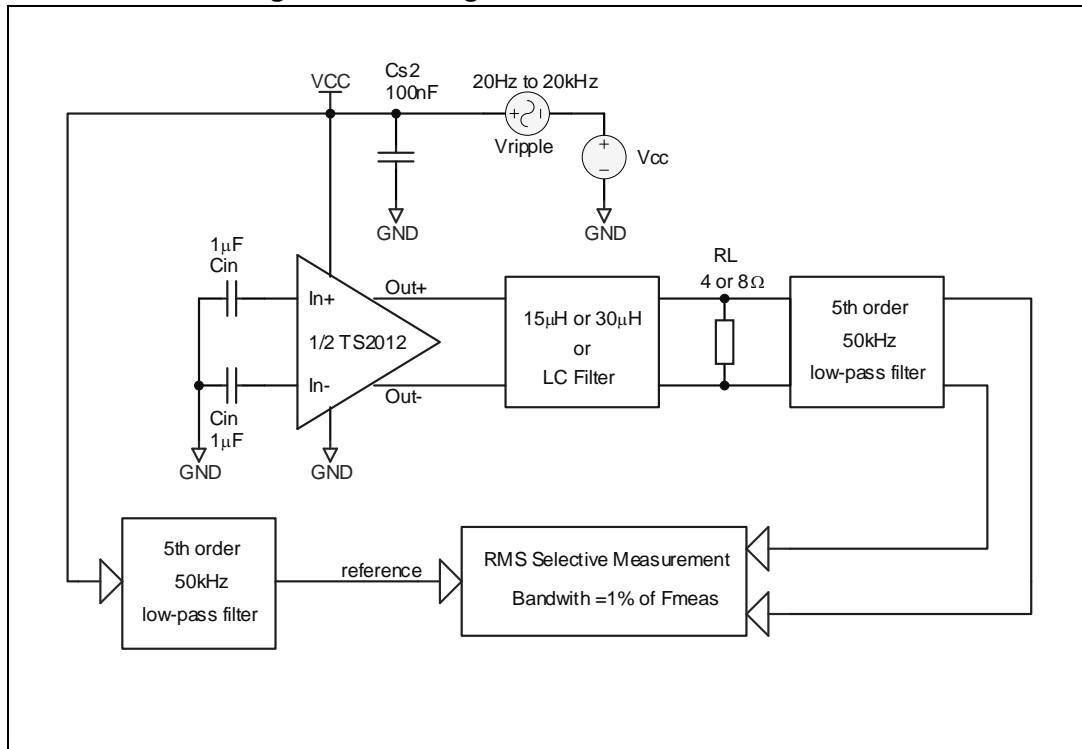 VCC
Cs2
100nF
20Hz to 20kHz
Vripple
Vcc
GND
GND
1μF
Cin
In+
1/2 TS2012
In-
Out+
Out-
Cin
1μF
GND
GND
15μH or 30μH
or
LC Filter
RL
4 or 8Ω
5th order
50kHz
low-pass filter
5th order
50kHz
low-pass filter
reference
RMS Selective Measurement
Bandwith =1% of Fmeas